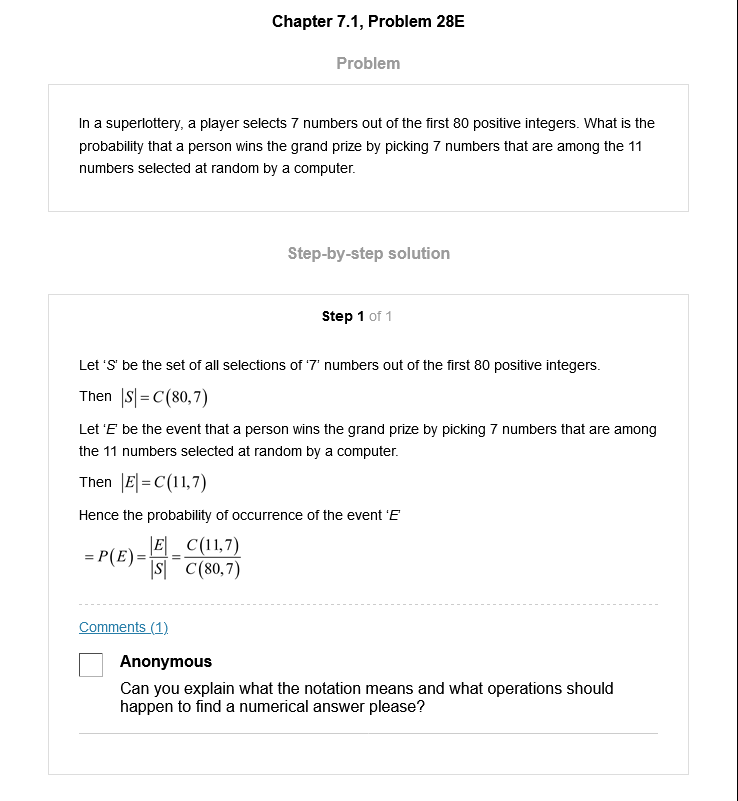 Chapter 7.1, Problem 28E
Problem
In a superlottery, a player selects 7 numbers out of the first 80 positive integers. What is the
probability that a person wins the grand prize by picking 7 numbers that are among the 11
numbers selected at random by a computer.
Step-by-step solution
Step 1 of 1
Let ‘S’ be the set of all selections of ‘7’ numbers out of the first 80 positive integers.
Then |S| = C(80,7)
Let ‘E’ be the event that a person wins the grand prize by picking 7 numbers that are among
the 11 numbers selected at random by a computer.
Then |E| = C(11,7)
Hence the probability of occurrence of the event ‘E’
= P(E) = |E|/|S| = C(11,7)/C(80,7)
Comments (1)
Anonymous
Can you explain what the notation means and what operations should
happen to find a numerical answer please?